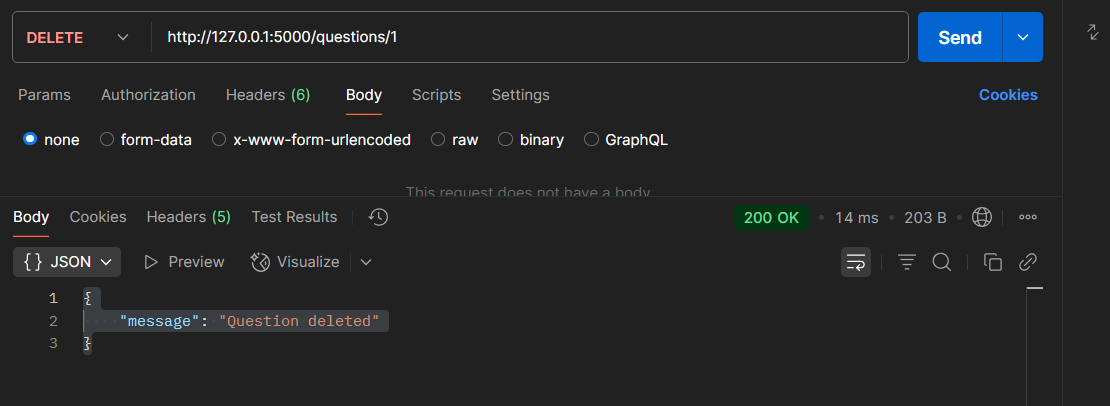 DELETE http://127.0.0.1:5000/questions/1 Send
Params Authorization Headers (6) Body Scripts Settings Cookies
none form-data x-www-form-urlencoded raw binary GraphQL
This request does not have a body
Body Cookies Headers (5) Test Results 200 OK • 14 ms • 203 B
{} JSON Preview Visualize
1 {
2 "message": "Question deleted"
3 }